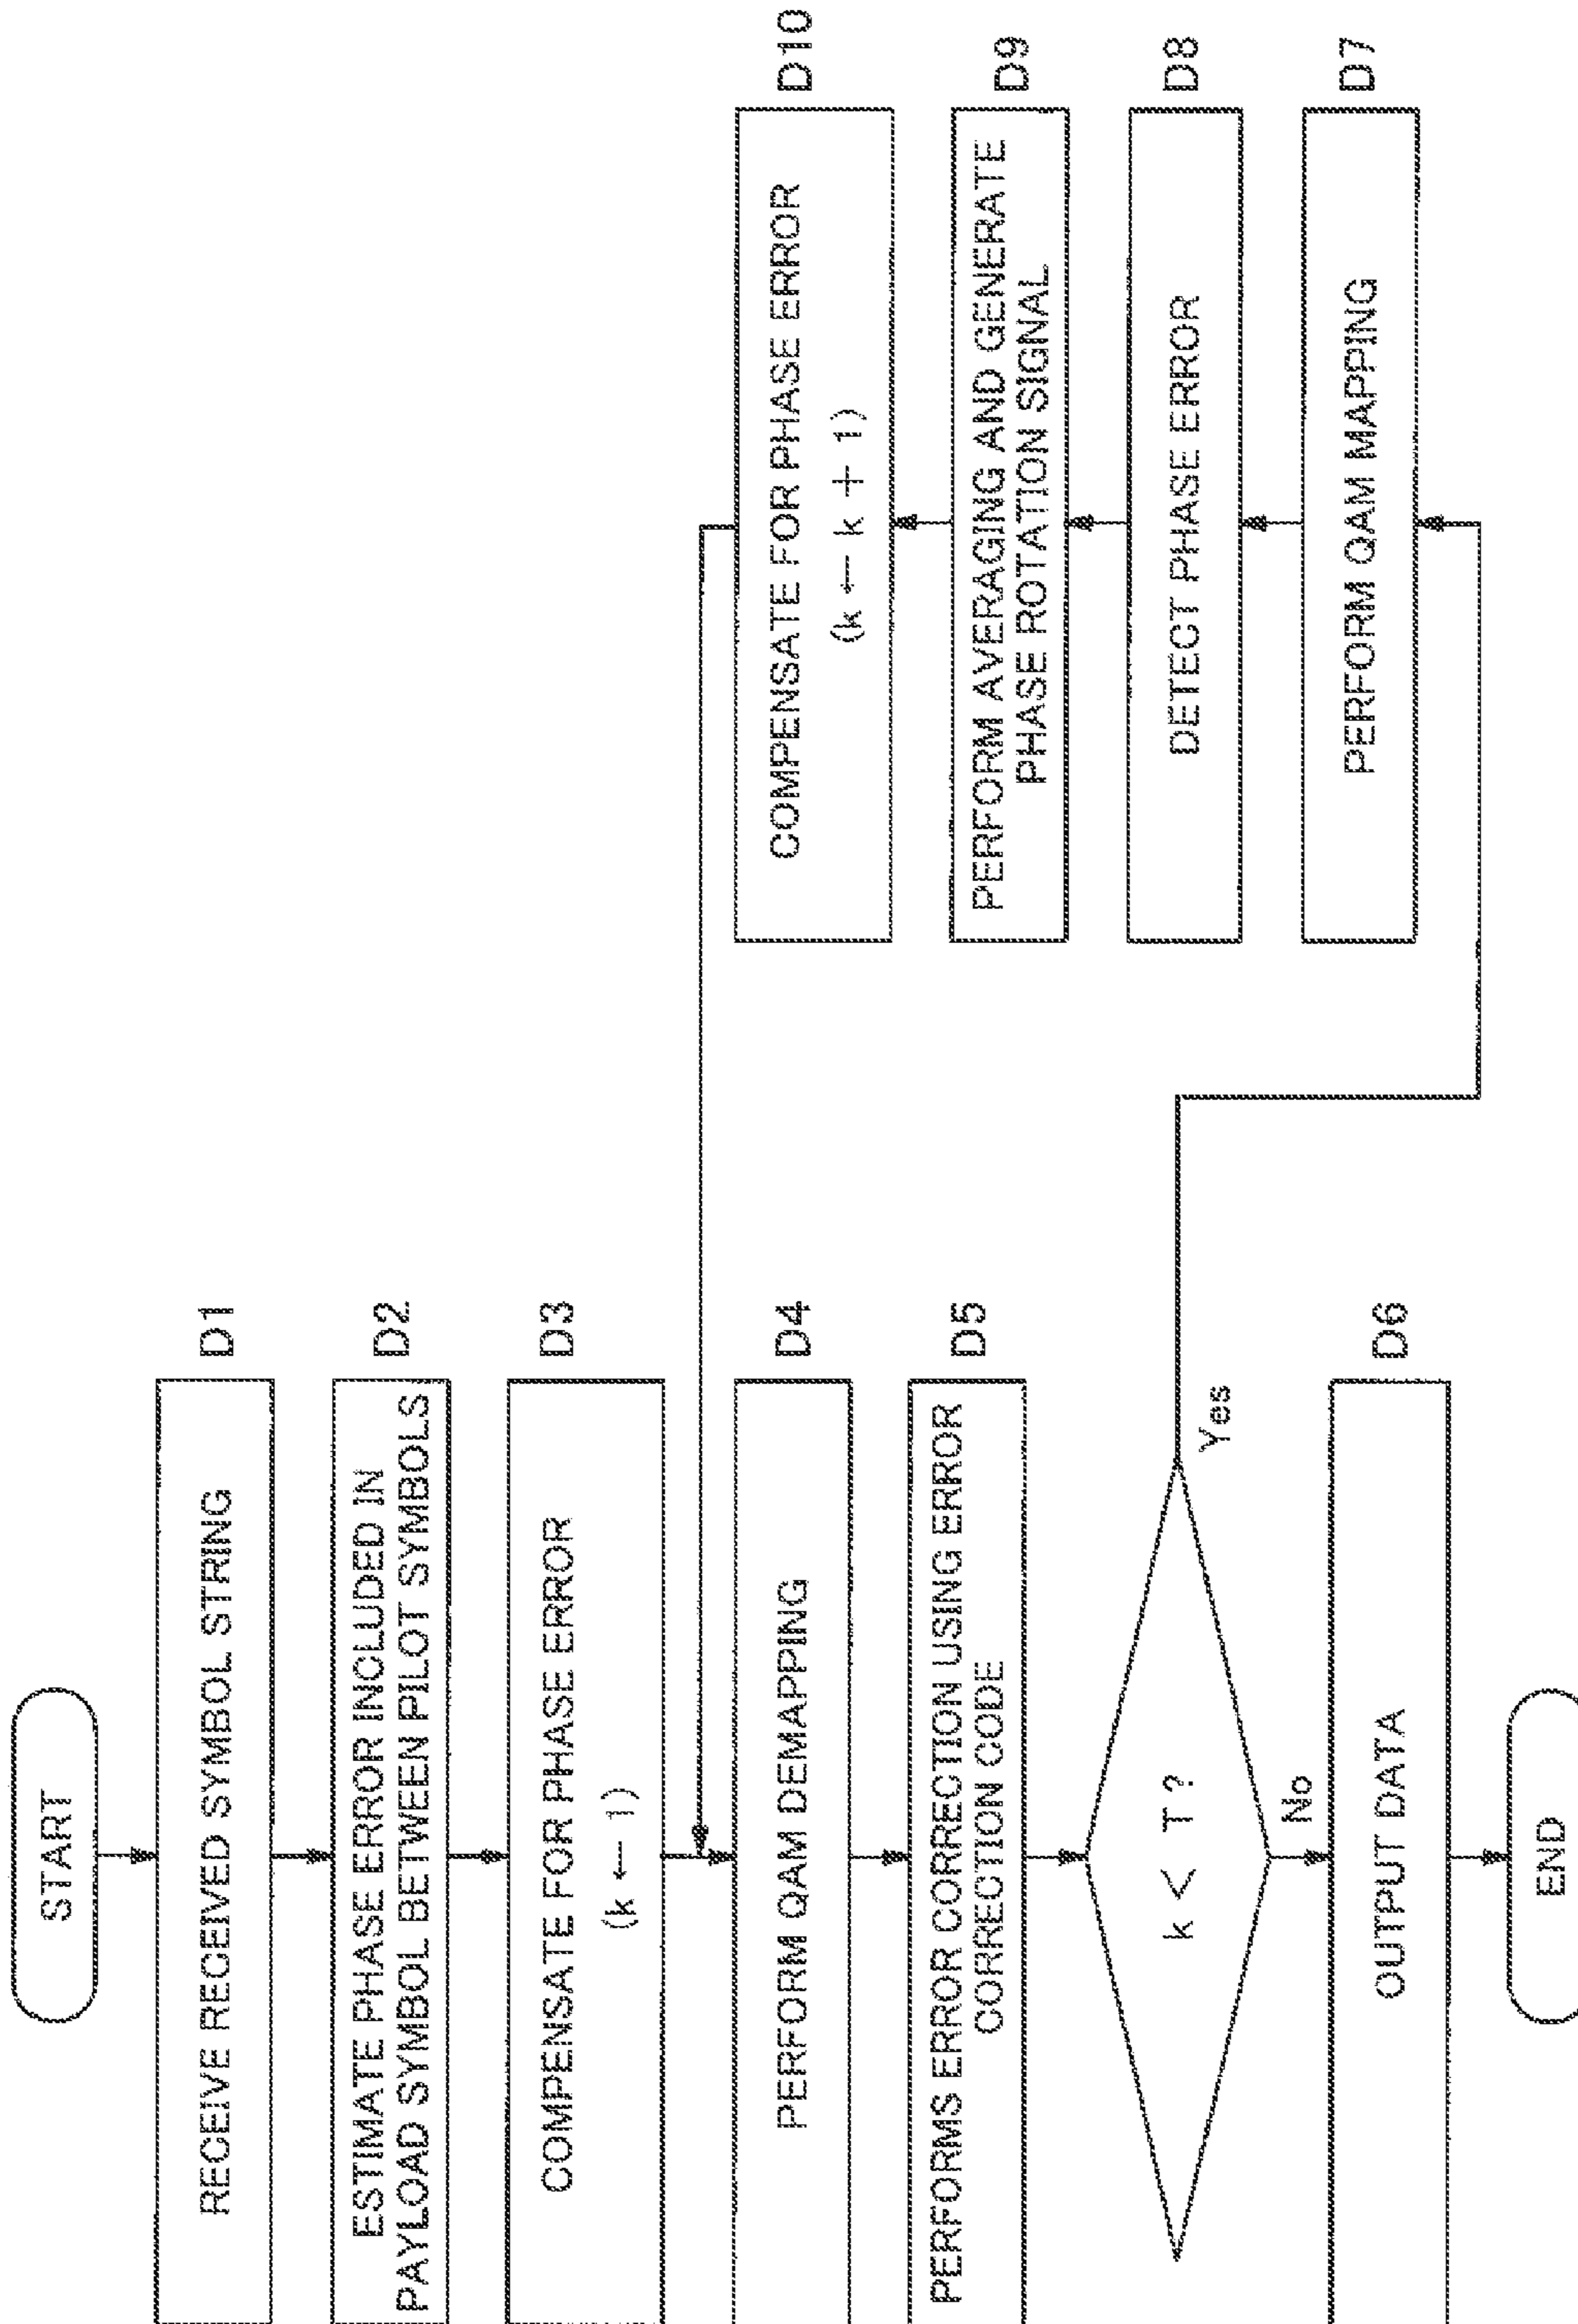 START
RECEIVE RECEIVED SYMBOL STRING
D1
ESTIMATE PHASE ERROR INCLUDED IN
PAYLOAD SYMBOL BETWEEN PILOT SYMBOLS
D2
COMPENSATE FOR PHASE ERROR
(k ← 1)
D3
PERFORM QAM DEMAPPING
D4
PERFORMS ERROR CORRECTION USING ERROR
CORRECTION CODE
D5
k < T ?
Yes
No
OUTPUT DATA
D6
END
COMPENSATE FOR PHASE ERROR
(k ← k + 1)
D10
PERFORM AVERAGING AND GENERATE
PHASE ROTATION SIGNAL
D9
DETECT PHASE ERROR
D8
PERFORM QAM MAPPING
D7